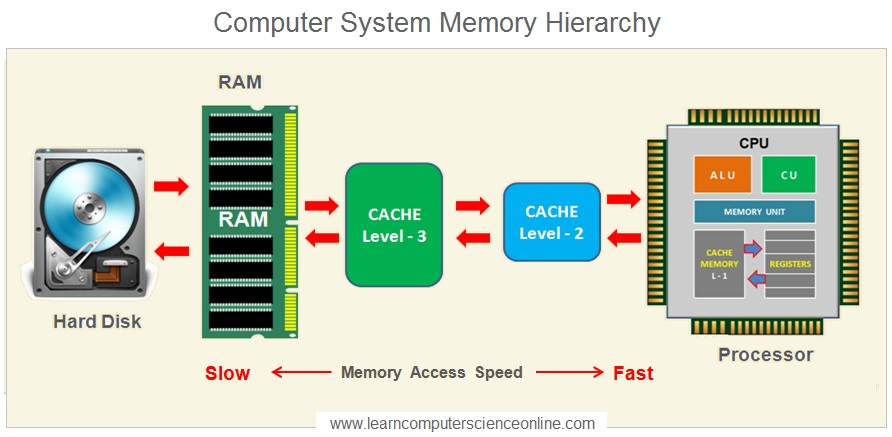 Computer System Memory Hierarchy
RAM
RAM
Hard Disk
CACHE
Level - 3
CACHE
Level - 2
CPU
ALU
CU
MEMORY UNIT
CACHE
MEMORY
L - 1
REGISTERS
Processor
Slow
Memory Access Speed
Fast
www.learncomputerscienceonline.com